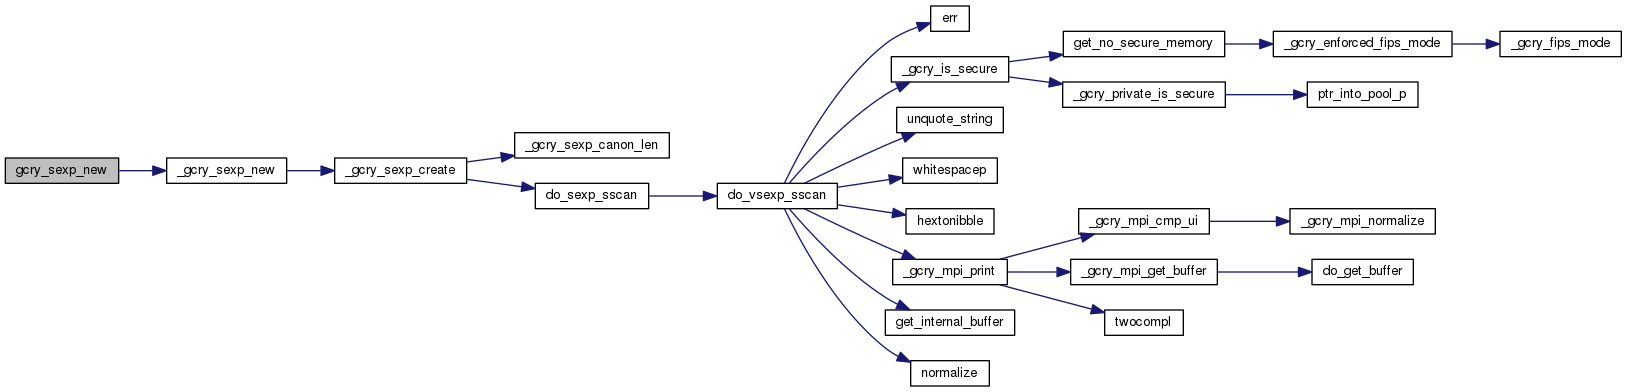 gcry_sexp_new
_gcry_sexp_new
_gcry_sexp_create
_gcry_sexp_canon_len
do_sexp_sscan
do_vsexp_sscan
err
_gcry_is_secure
get_no_secure_memory
_gcry_enforced_fips_mode
_gcry_fips_mode
_gcry_private_is_secure
ptr_into_pool_p
unquote_string
whitespacep
hextonibble
_gcry_mpi_print
_gcry_mpi_cmp_ui
_gcry_mpi_normalize
_gcry_mpi_get_buffer
do_get_buffer
twocompl
get_internal_buffer
normalize